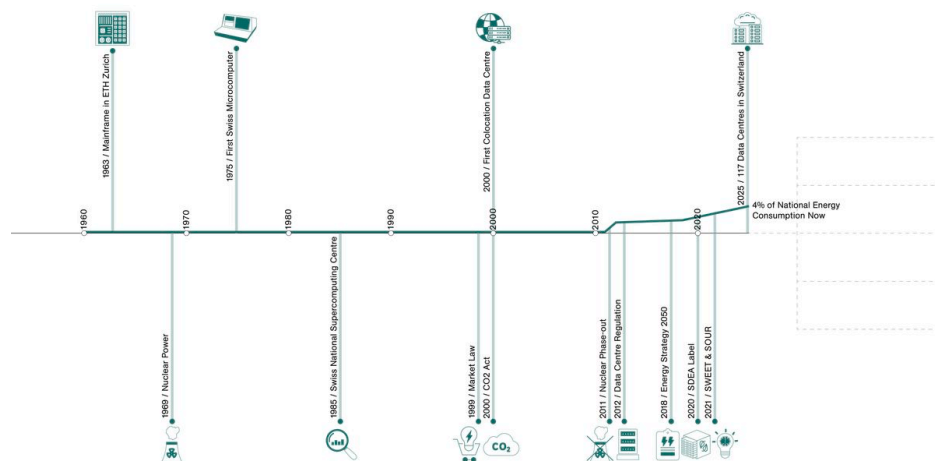 1963 / Mainframe in ETH Zurich
1975 / First Swiss Microcomputer
2000 / First Colocation Data Centre
2025 / 117 Data Centres in Switzerland
1960
1970
1980
1990
2000
2010
2020
4% of National Energy
Consumption Now
1969 / Nuclear Power
1985 / Swiss National Supercomputing Centre
1999 / Market Law
2000 / CO2 Act
2011 / Nuclear Phase-out
2012 / Data Centre Regulation
2018 / Energy Strategy 2050
2020 / SDEA Label
2021 / SWEET & SOUR
CO₂